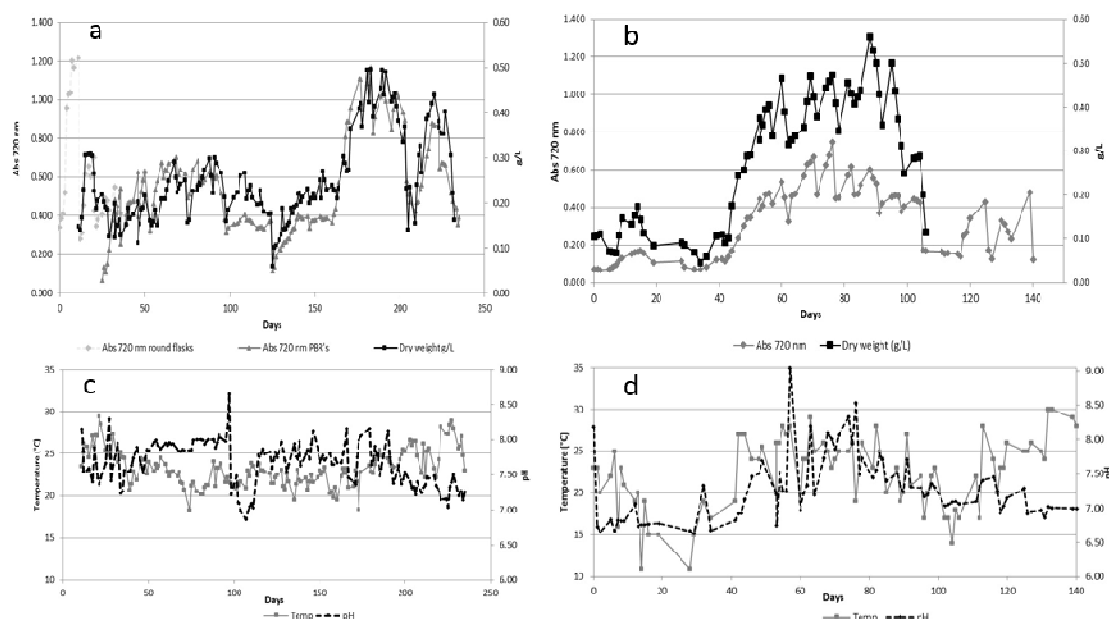 a
1.400
1.200
1.000
0.800
0.600
0.400
0.200
0.000
Abs 720 nm
0.60
0.50
0.40
0.30
0.20
0.10
0.00
g/L
0 50 100 150 200 250
Days
Abs 720 nm round flasks Abs 720 nm PBR's Dry weight g/L
b
1.400
1.200
1.000
0.800
0.600
0.400
0.200
0.000
Abs 720 nm
0.60
0.50
0.40
0.30
0.20
0.10
0.00
g/L
0 20 40 60 80 100 120 140
Days
Abs 720 nm Dry weight (g/L)
c
35
30
25
20
15
10
Temperature (°C)
9.00
8.50
8.00
7.50
7.00
6.50
6.00
pH
0 50 100 150 200 250
Days
Temp pH
d
35
30
25
20
15
10
Temperature (°C)
9.00
8.50
8.00
7.50
7.00
6.50
6.00
pH
0 20 40 60 80 100 120 140
Days
Temp pH